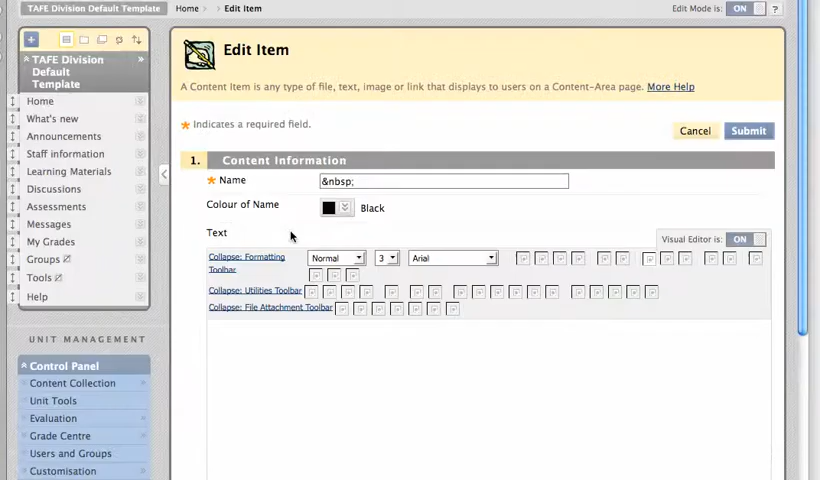 TAFE Division Default Template
Home
Edit Item
Edit Mode is:
ON
?
TAFE Division
Default
Template
Home
What's new
Announcements
Staff information
Learning Materials
Discussions
Assessments
Messages
My Grades
Groups
Tools
Help
UNIT MANAGEMENT
Control Panel
Content Collection
Unit Tools
Evaluation
Grade Centre
Users and Groups
Customisation
Edit Item
A Content Item is any type of file, text, image or link that displays to users on a Content-Area page. More Help
Indicates a required field.
Cancel
Submit
1. Content Information
Name
&nbsp;
Colour of Name
Black
Text
Visual Editor is: ON
Collapse: Formatting
Toolbar
Normal
3
Arial
Collapse: Utilities Toolbar
Collapse: File Attachment Toolbar